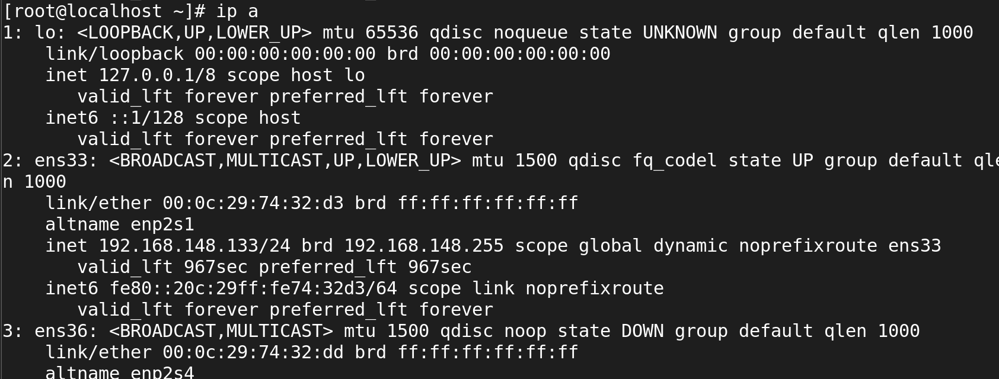 [root@localhost ~]# ip a
1: lo: <LOOPBACK,UP,LOWER_UP> mtu 65536 qdisc noqueue state UNKNOWN group default qlen 1000
    link/loopback 00:00:00:00:00:00 brd 00:00:00:00:00:00
    inet 127.0.0.1/8 scope host lo
       valid_lft forever preferred_lft forever
    inet6 ::1/128 scope host
       valid_lft forever preferred_lft forever
2: ens33: <BROADCAST,MULTICAST,UP,LOWER_UP> mtu 1500 qdisc fq_codel state UP group default qle
n 1000
    link/ether 00:0c:29:74:32:d3 brd ff:ff:ff:ff:ff:ff
    altname enp2s1
    inet 192.168.148.133/24 brd 192.168.148.255 scope global dynamic noprefixroute ens33
       valid_lft 967sec preferred_lft 967sec
    inet6 fe80::20c:29ff:fe74:32d3/64 scope link noprefixroute
       valid_lft forever preferred_lft forever
3: ens36: <BROADCAST,MULTICAST> mtu 1500 qdisc noop state DOWN group default qlen 1000
    link/ether 00:0c:29:74:32:dd brd ff:ff:ff:ff:ff:ff
    altname enp2s4